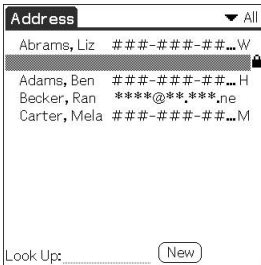 Address
All
Abrams, Liz ###-###-##...W
Adams, Ben ###-###-##...H
Becker, Ran ****@**.***.ne
Carter, Mela ###-###-##...M
Look Up:
New